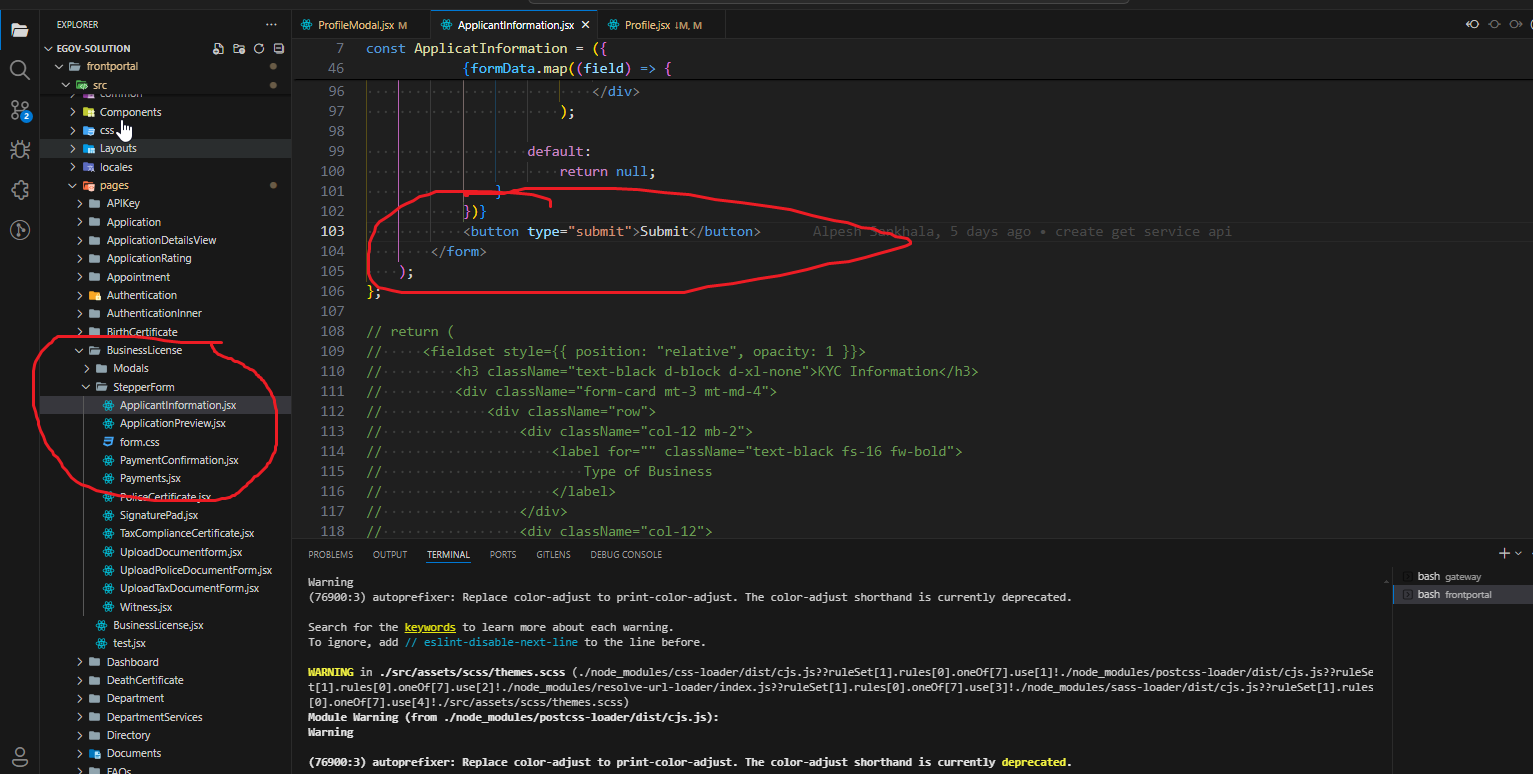 EXPLORER
EGOV-SOLUTION
frontportal
src
common
Components
css
Layouts
locales
pages
APIKey
Application
ApplicationDetailsView
ApplicationRating
Appointment
Authentication
AuthenticationInner
BirthCertificate
BusinessLicense
Modals
StepperForm
ApplicantInformation.jsx
ApplicationPreview.jsx
form.css
PaymentConfirmation.jsx
Payments.jsx
PoliceCertificate.jsx
SignaturePad.jsx
TaxComplianceCertificate.jsx
UploadDocumentform.jsx
UploadPoliceDocumentForm.jsx
UploadTaxDocumentForm.jsx
Witness.jsx
BusinessLicense.jsx
test.jsx
Dashboard
DeathCertificate
Department
DepartmentServices
Directory
Documents
FAQs
2
ProfileModal.jsx M
ApplicantInformation.jsx
Profile.jsx ↓M, M
7 const ApplicatInformation = ({
46 {formData.map((field) => {
96 </div>
97 );
98
99 default:
100 return null;
101 }
102 })}
103 <button type="submit">Submit</button> Alpesh Sankhala, 5 days ago • create get service api
104 </form>
105 );
106 };
107
108 // return (
109 // <fieldset style={{ position: "relative", opacity: 1 }}>
110 // <h3 className="text-black d-block d-xl-none">KYC Information</h3>
111 // <div className="form-card mt-3 mt-md-4">
112 // <div className="row">
113 // <div className="col-12 mb-2">
114 // <label for="" className="text-black fs-16 fw-bold">
115 // Type of Business
116 // </label>
117 // </div>
118 // <div className="col-12">
PROBLEMS OUTPUT TERMINAL PORTS GITLENS DEBUG CONSOLE
Warning
(76900:3) autoprefixer: Replace color-adjust to print-color-adjust. The color-adjust shorthand is currently deprecated.
Search for the keywords to learn more about each warning.
To ignore, add // eslint-disable-next-line to the line before.
WARNING in ./src/assets/scss/themes.scss (./node_modules/css-loader/dist/cjs.js??ruleSet[1].rules[0].oneOf[7].use[1]!./node_modules/postcss-loader/dist/cjs.js??ruleSe
t[1].rules[0].oneOf[7].use[2]!./node_modules/resolve-url-loader/index.js??ruleSet[1].rules[0].oneOf[7].use[3]!./node_modules/sass-loader/dist/cjs.js??ruleSet[1].rules
[0].oneOf[7].use[4]!./src/assets/scss/themes.scss)
Module Warning (from ./node_modules/postcss-loader/dist/cjs.js):
Warning
(76900:3) autoprefixer: Replace color-adjust to print-color-adjust. The color-adjust shorthand is currently deprecated.
bash gateway
bash frontportal